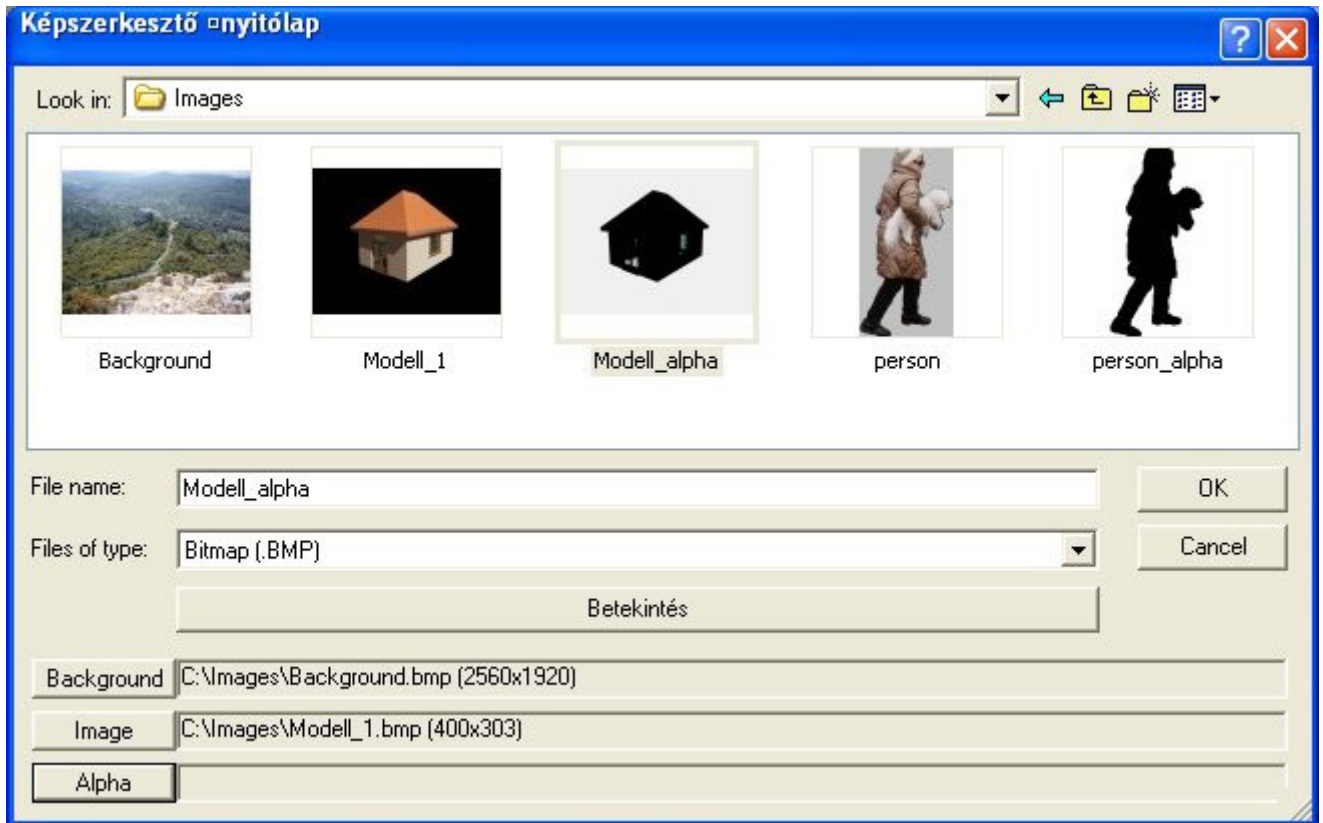 Képszerkesztő ¤nyitólap
Look in: Images
Background Modell_1 Modell_alpha person person_alpha
File name: Modell_alpha OK
Files of type: Bitmap (.BMP) Cancel
Betekintés
Background C:\Images\Background.bmp (2560x1920)
Image C:\Images\Modell_1.bmp (400x303)
Alpha